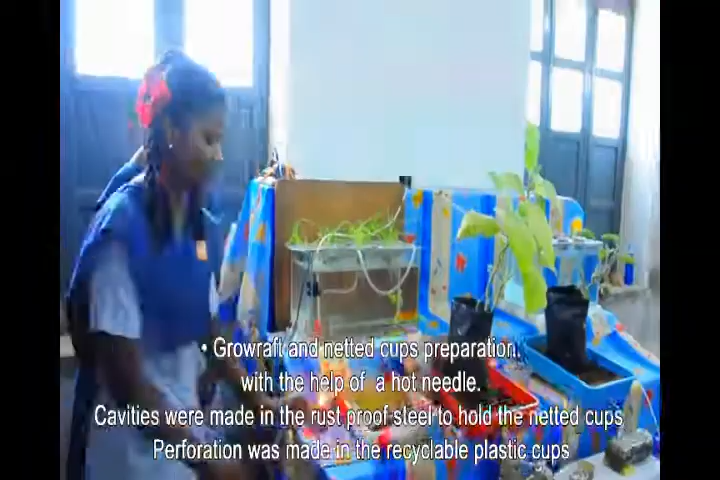 • Growraft and netted cups preparation.
with the help of a hot needle.
Cavities were made in the rust proof steel to hold the netted cups
Perforation was made in the recyclable plastic cups